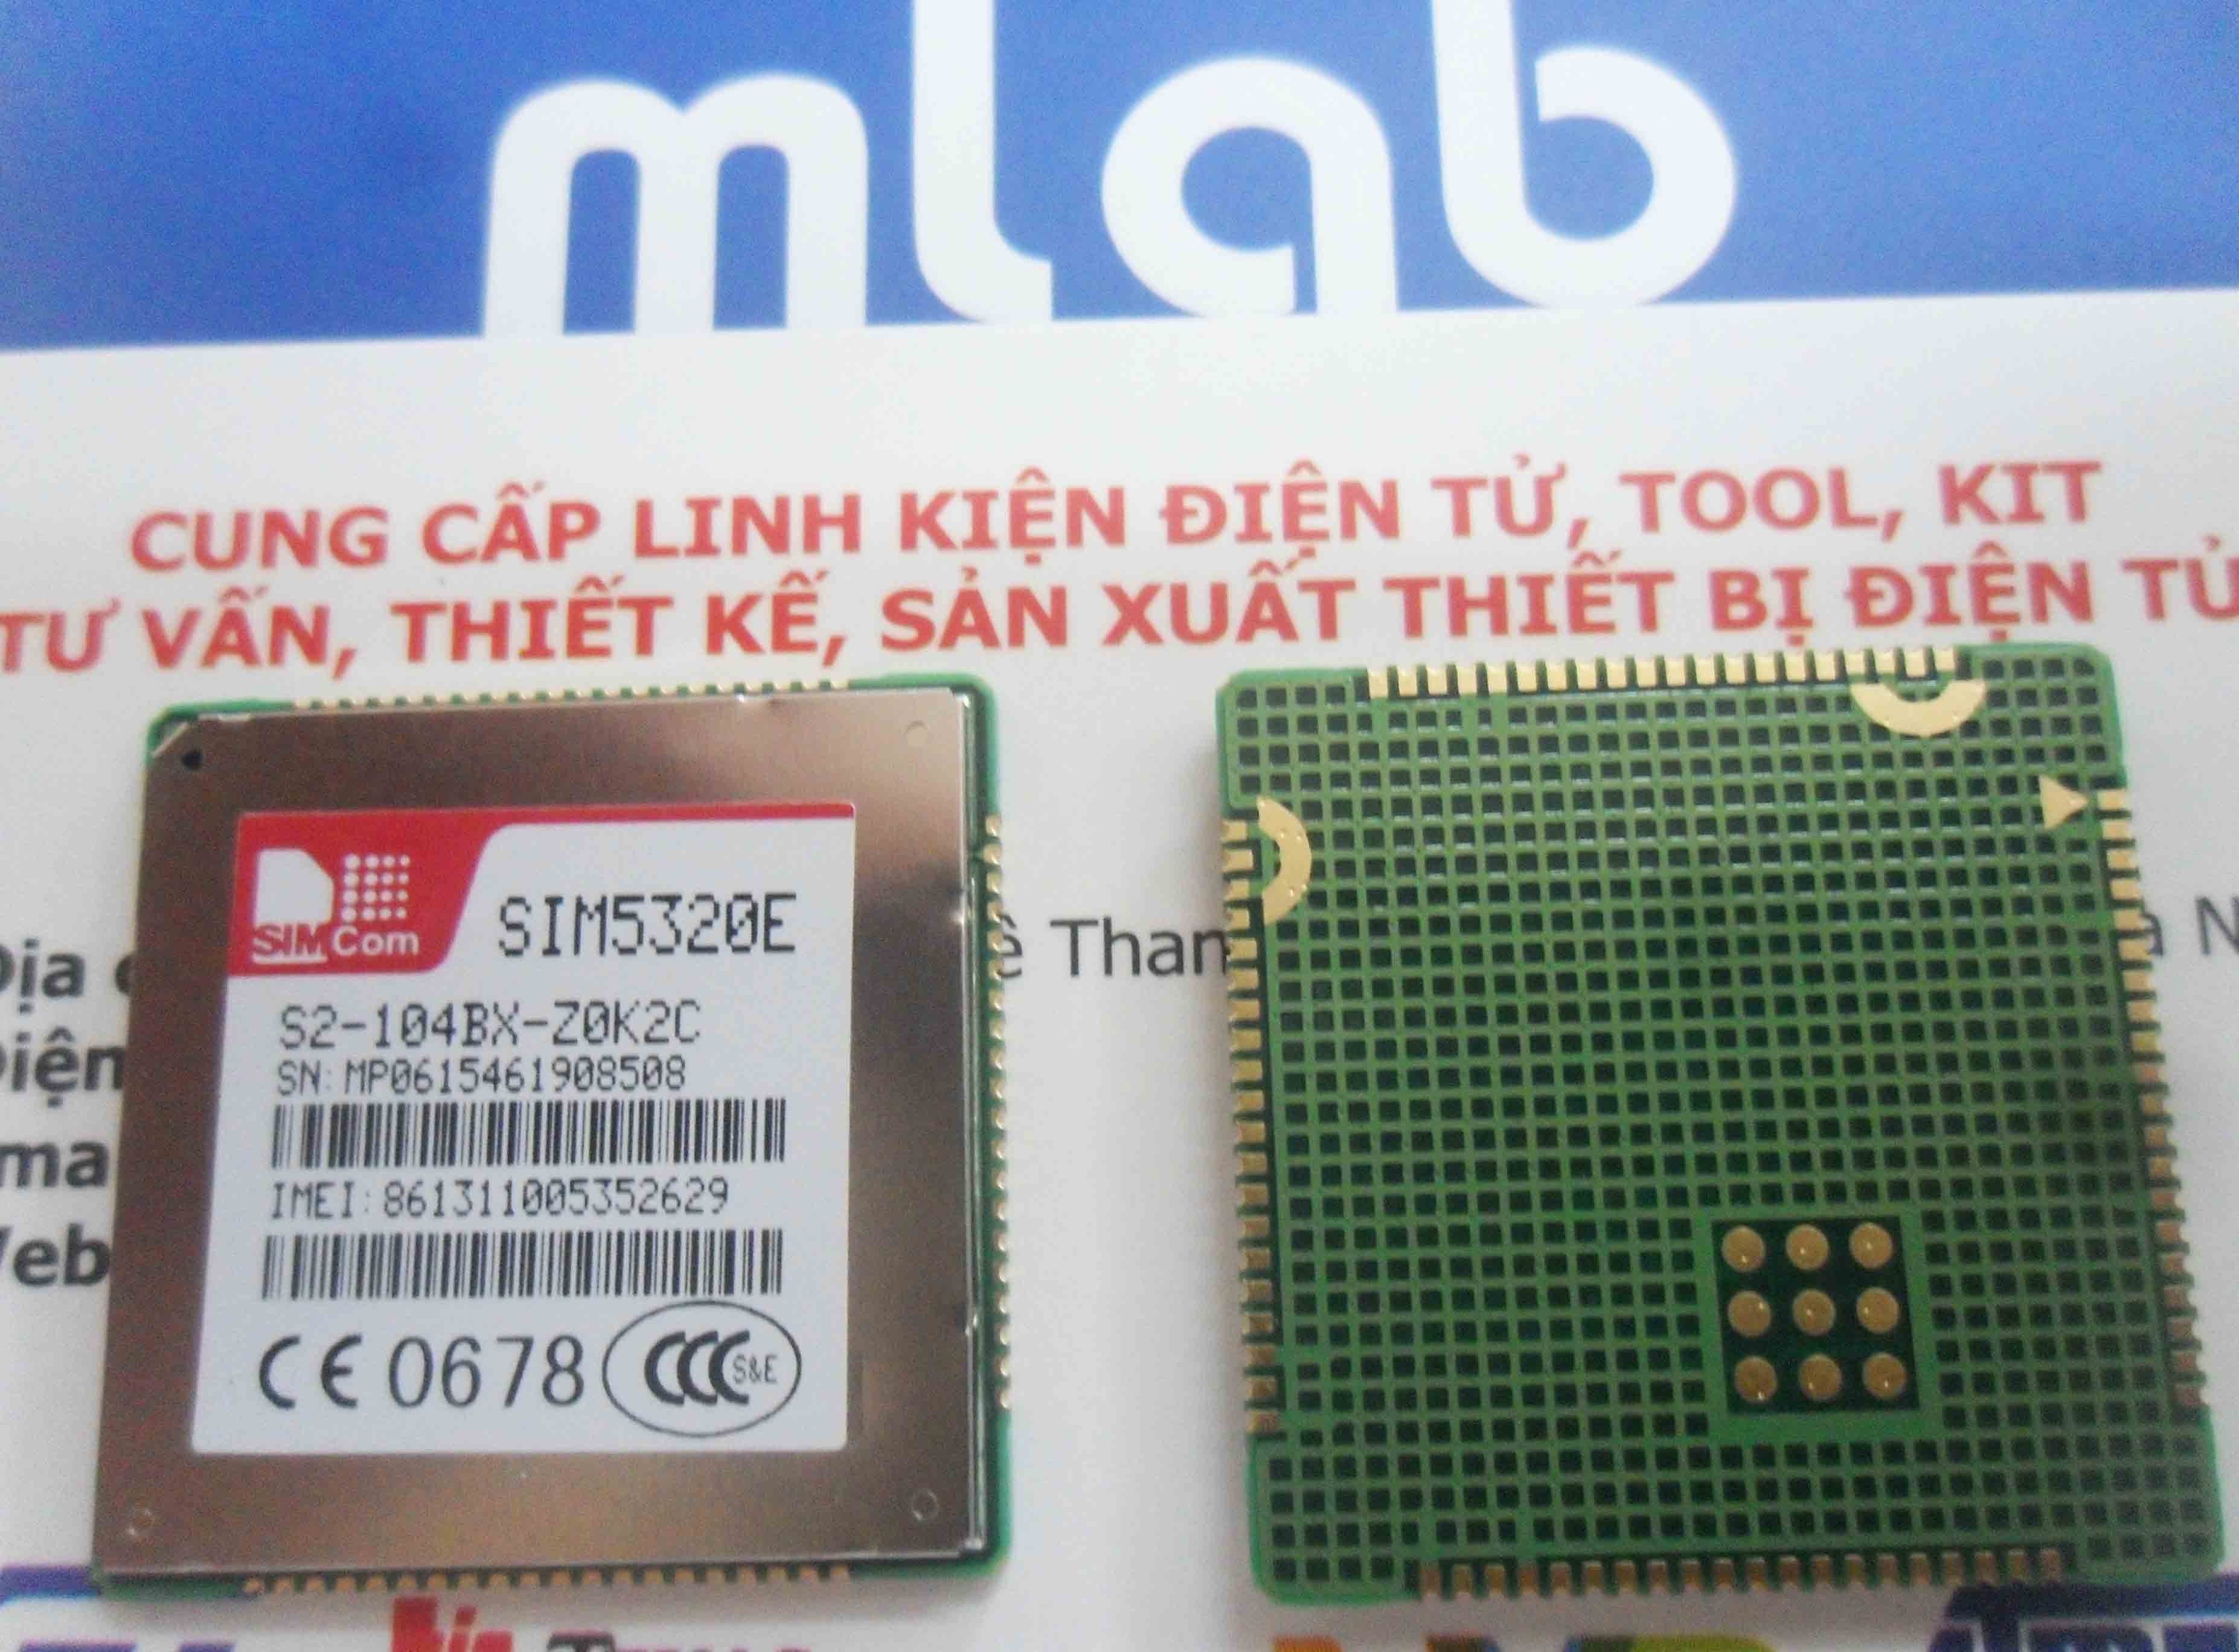 mlab
CUNG CẤP LINH KIỆN ĐIỆN TỬ, TOOL, KIT
TƯ VẤN, THIẾT KẾ, SẢN XUẤT THIẾT BỊ ĐIỆN TỬ
SIMCom
SIM5320E
S2-104BX-Z0K2C
SN: MP0615461908508
IMEI: 861311005352629
CE 0678 CCC S&E